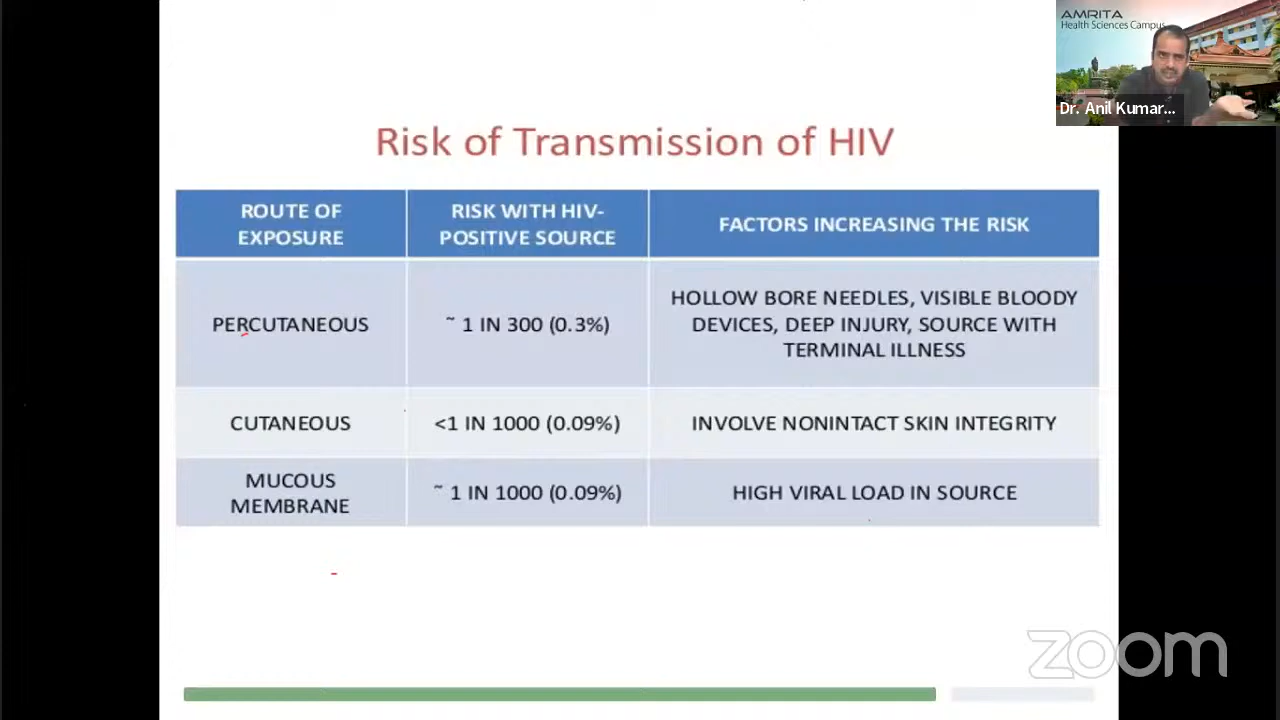 AMRITA
Health Sciences Campus
Dr. Anil Kumar...
Risk of Transmission of HIV
ROUTE OF
EXPOSURE
RISK WITH HIV-
POSITIVE SOURCE
FACTORS INCREASING THE RISK
PERCUTANEOUS
~ 1 IN 300 (0.3%)
HOLLOW BORE NEEDLES, VISIBLE BLOODY
DEVICES, DEEP INJURY, SOURCE WITH
TERMINAL ILLNESS
CUTANEOUS
<1 IN 1000 (0.09%)
INVOLVE NONINTACT SKIN INTEGRITY
MUCOUS
MEMBRANE
~ 1 IN 1000 (0.09%)
HIGH VIRAL LOAD IN SOURCE
zoom